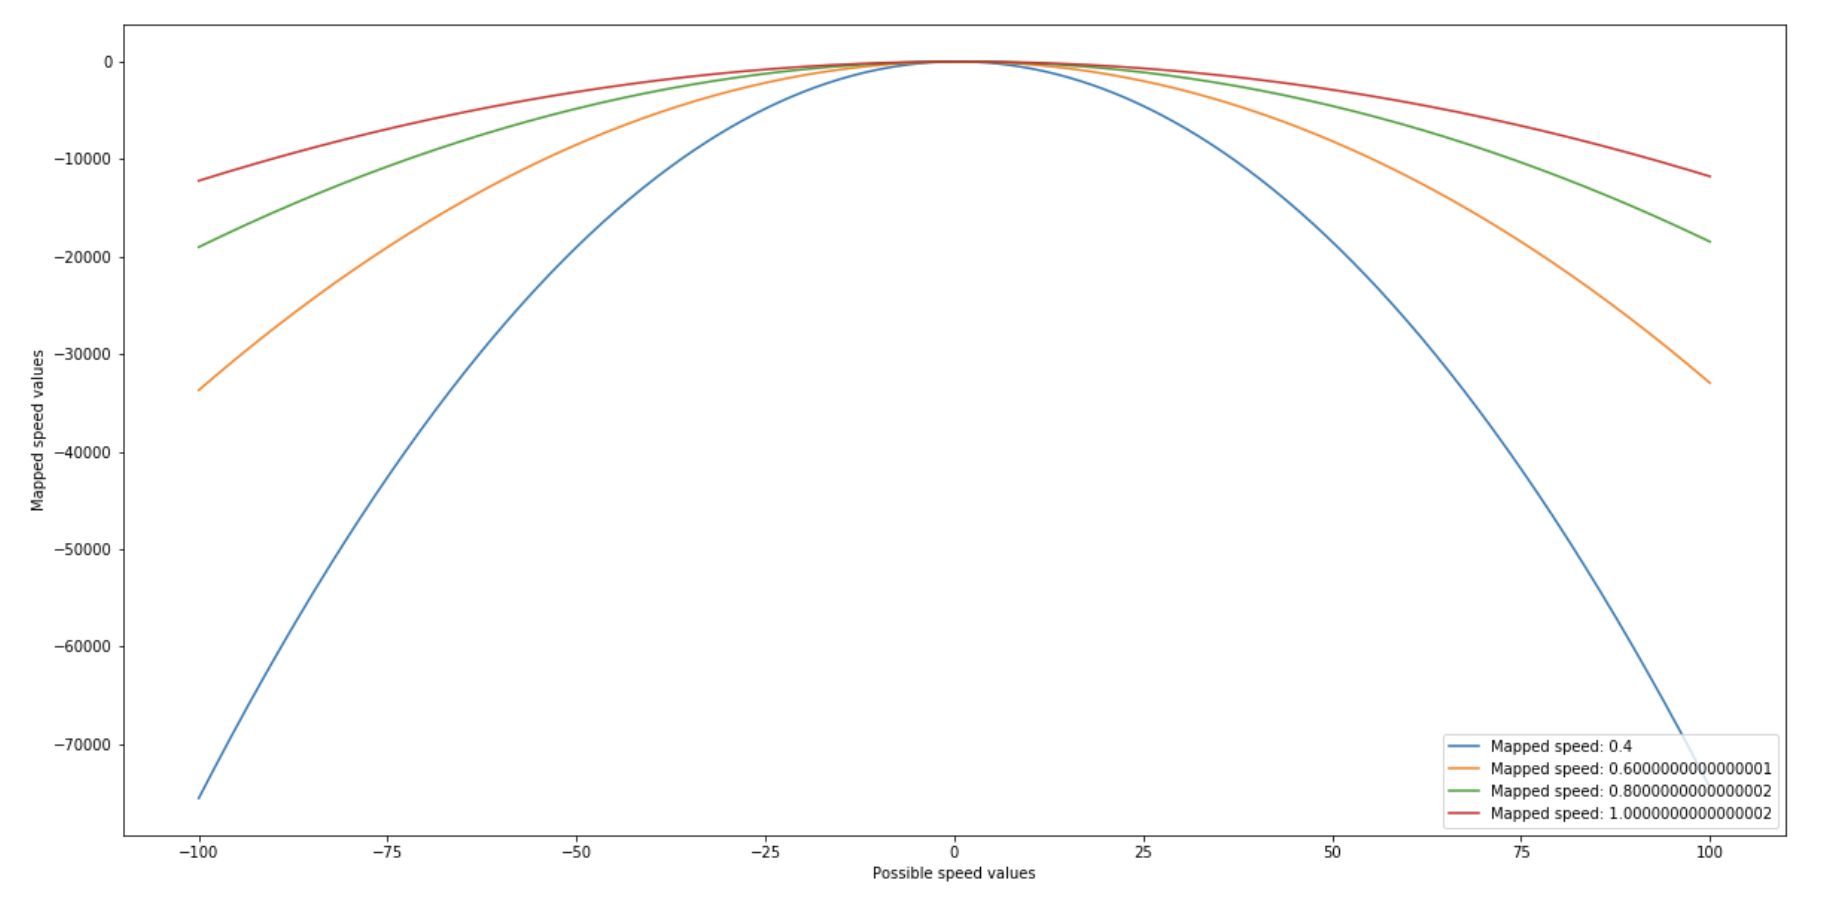 0
−10000
−20000
−30000
−40000
−50000
−60000
−70000
Mapped speed values
−100 −75 −50 −25 0 25 50 75 100
Possible speed values
Mapped speed: 0.4
Mapped speed: 0.6000000000000001
Mapped speed: 0.8000000000000002
Mapped speed: 1.0000000000000002